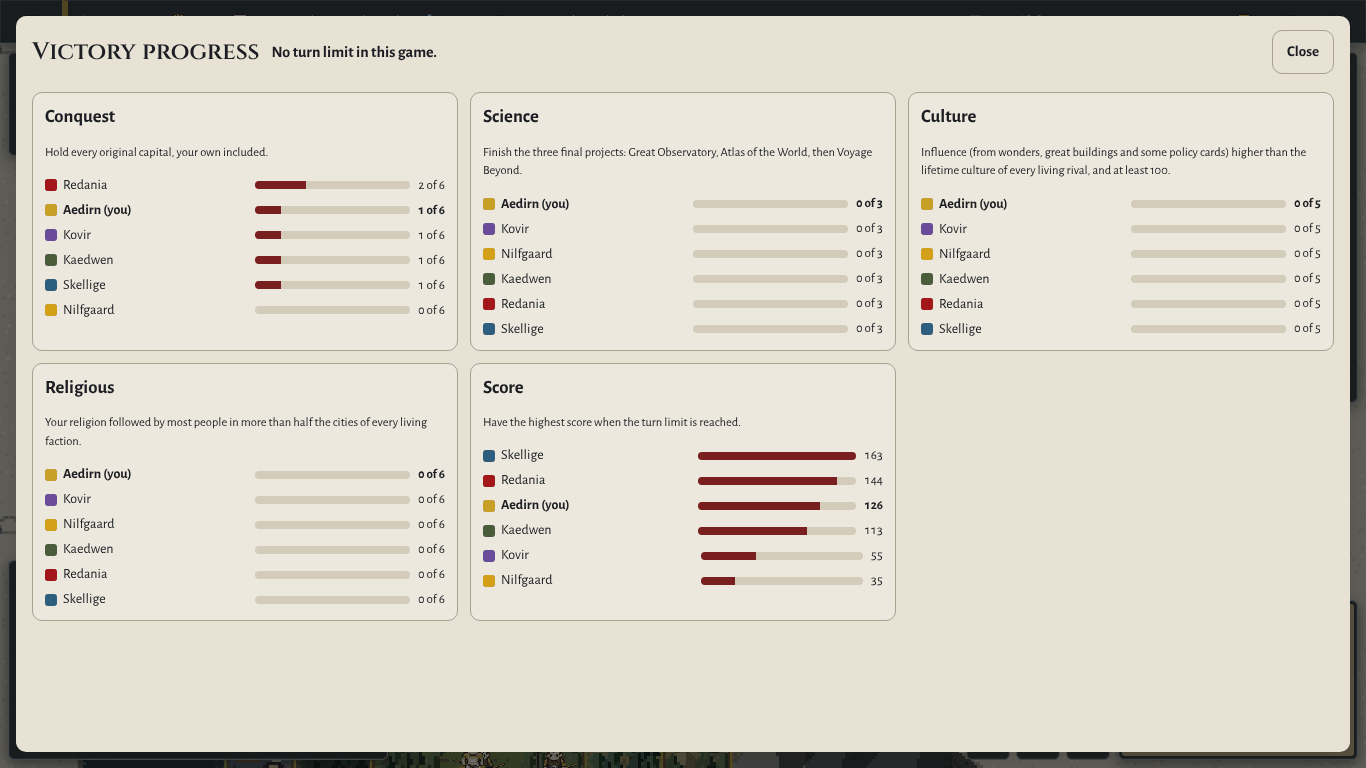 Victory progress No turn limit in this game.
Close
Conquest
Hold every original capital, your own included.
Redania 2 of 6
Aedirn (you) 1 of 6
Kovir 1 of 6
Kaedwen 1 of 6
Skellige 1 of 6
Nilfgaard 0 of 6
Science
Finish the three final projects: Great Observatory, Atlas of the World, then Voyage
Beyond.
Aedirn (you) 0 of 3
Kovir 0 of 3
Nilfgaard 0 of 3
Kaedwen 0 of 3
Redania 0 of 3
Skellige 0 of 3
Culture
Influence (from wonders, great buildings and some policy cards) higher than the
lifetime culture of every living rival, and at least 100.
Aedirn (you) 0 of 5
Kovir 0 of 5
Nilfgaard 0 of 5
Kaedwen 0 of 5
Redania 0 of 5
Skellige 0 of 5
Religious
Your religion followed by most people in more than half the cities of every living
faction.
Aedirn (you) 0 of 6
Kovir 0 of 6
Nilfgaard 0 of 6
Kaedwen 0 of 6
Redania 0 of 6
Skellige 0 of 6
Score
Have the highest score when the turn limit is reached.
Skellige 163
Redania 144
Aedirn (you) 126
Kaedwen 113
Kovir 55
Nilfgaard 35